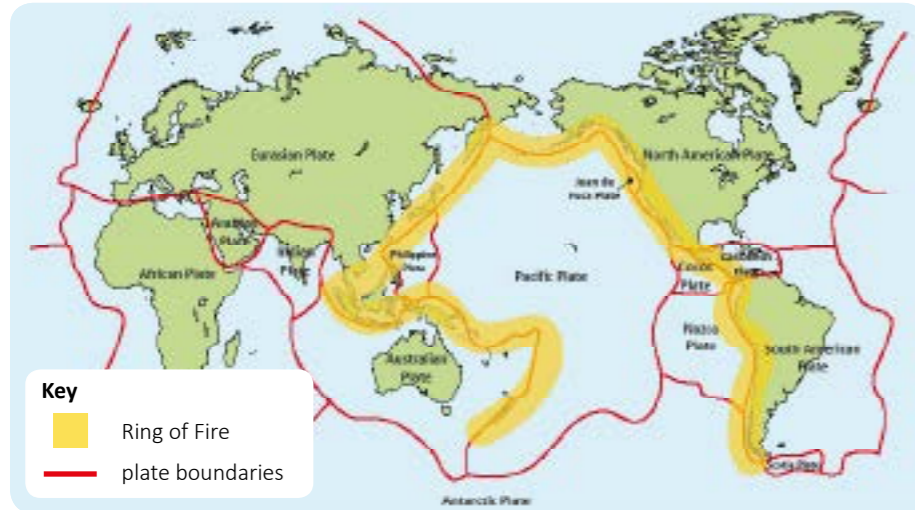 Eurasian Plate
North American Plate
Juan de
Fuca Plate
Arabian
Plate
Indian
Plate
Philippine
Plate
African Plate
Pacific Plate
Cocos
Plate
Caribbean
Plate
Nazca
Plate
South American
Plate
Australian
Plate
Scotia Plate
Antarctic Plate
Key
Ring of Fire
plate boundaries